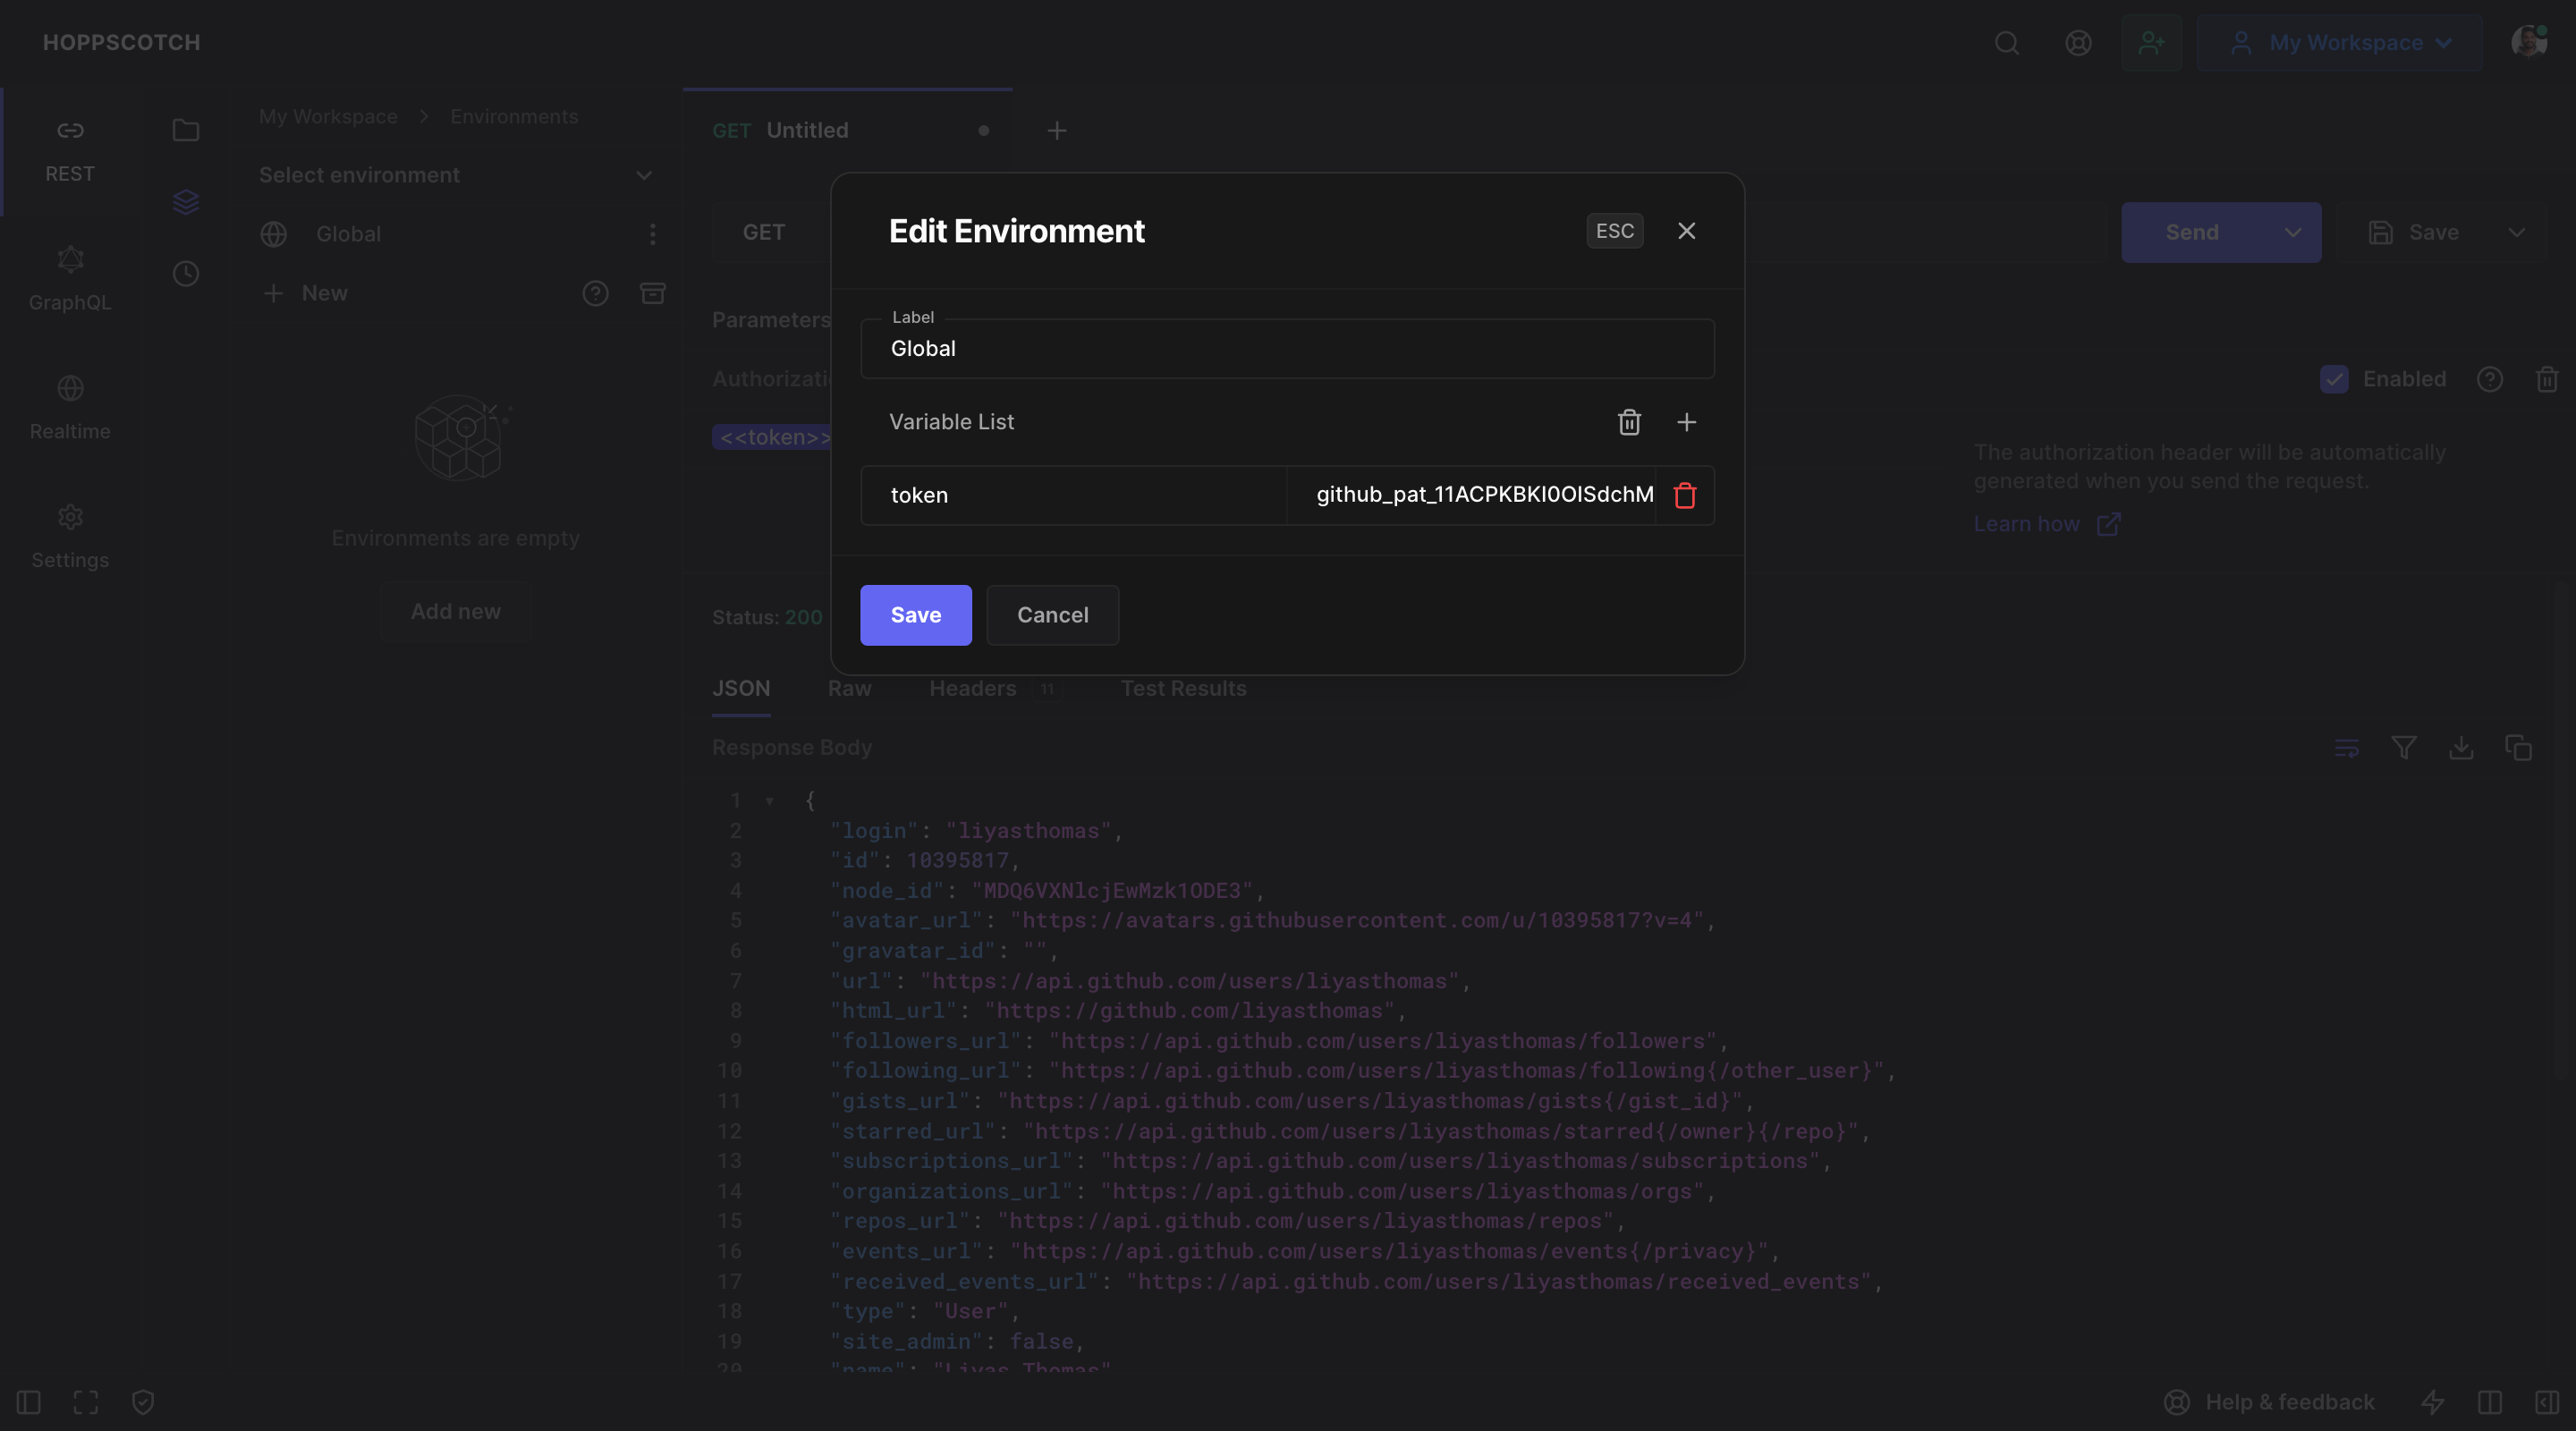 HOPPSCOTCH
My Workspace
REST
GraphQL
Realtime
Settings
My Workspace > Environments
Select environment
Global
New
Environments are empty
Add new
GET Untitled
GET
Send
Save
Parameters
Authorizati
Enabled
<<token>>
The authorization header will be automatically
generated when you send the request.
Learn how
Edit Environment
ESC
Label
Global
Variable List
token
github_pat_11ACPKBKI0OISdchM
Save
Cancel
Status: 200
JSON Raw Headers 11 Test Results
Response Body
1 {
2 "login": "liyasthomas",
3 "id": 10395817,
4 "node_id": "MDQ6VXNlcjEwMzk1ODE3",
5 "avatar_url": "https://avatars.githubusercontent.com/u/10395817?v=4",
6 "gravatar_id": "",
7 "url": "https://api.github.com/users/liyasthomas",
8 "html_url": "https://github.com/liyasthomas",
9 "followers_url": "https://api.github.com/users/liyasthomas/followers",
10 "following_url": "https://api.github.com/users/liyasthomas/following{/other_user}",
11 "gists_url": "https://api.github.com/users/liyasthomas/gists{/gist_id}",
12 "starred_url": "https://api.github.com/users/liyasthomas/starred{/owner}{/repo}",
13 "subscriptions_url": "https://api.github.com/users/liyasthomas/subscriptions",
14 "organizations_url": "https://api.github.com/users/liyasthomas/orgs",
15 "repos_url": "https://api.github.com/users/liyasthomas/repos",
16 "events_url": "https://api.github.com/users/liyasthomas/events{/privacy}",
17 "received_events_url": "https://api.github.com/users/liyasthomas/received_events",
18 "type": "User",
19 "site_admin": false,
20 "name": "Liyas Thomas"
Help & feedback